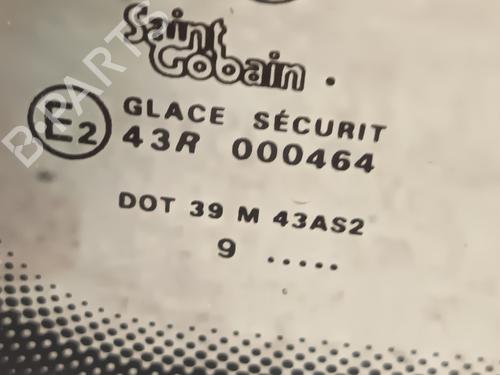 Saint
Gobain .
GLACE SÉCURIT
E2
43R 000464
DOT 39 M 43AS2
9 .....
B PARTS